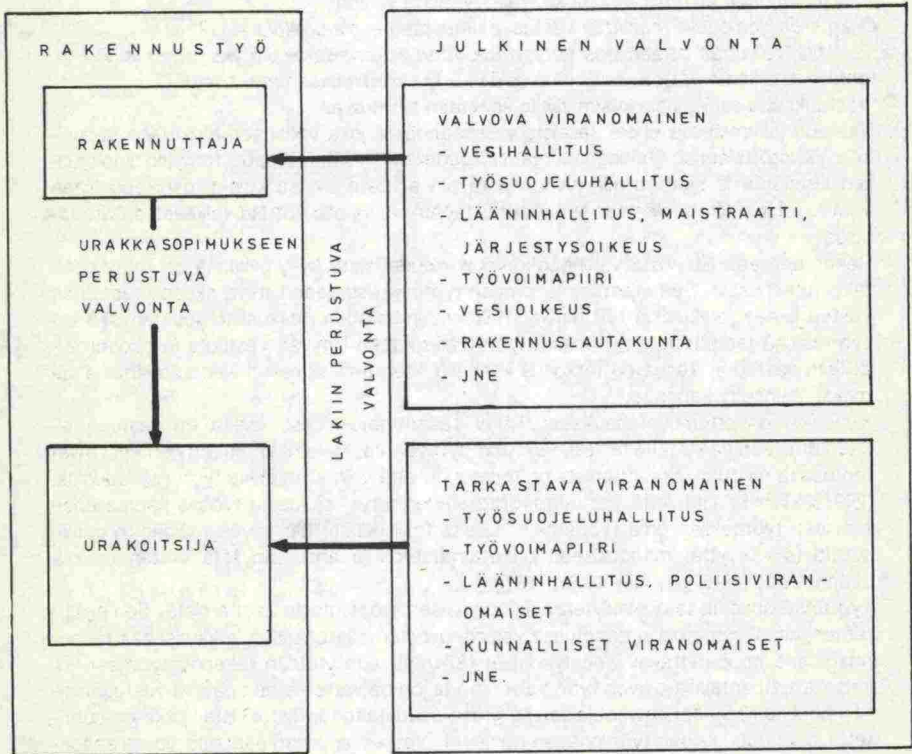 RAKENNUSTYÖ
RAKENNUTTAJA
URAKKASOPIMUKSEEN
PERUSTUVA
VALVONTA
URAKOITSIJA
LAKIIN PERUSTUVA
VALVONTA
JULKINEN VALVONTA
VALVOVA VIRANOMAINEN
- VESIHALLITUS
- TYÖSUOJELUHALLITUS
- LÄÄNINHALLITUS, MAISTRAATTI,
JÄRJESTYSOIKEUS
- TYÖVOIMAPIIRI
- VESIOIKEUS
- RAKENNUSLAUTAKUNTA
- JNE
TARKASTAVA VIRANOMAINEN
- TYÖSUOJELUHALLITUS
- TYÖVOIMAPIIRI
- LÄÄNINHALLITUS, POLIISIVIRAN-
OMAISET
- KUNNALLISET VIRANOMAISET
- JNE.